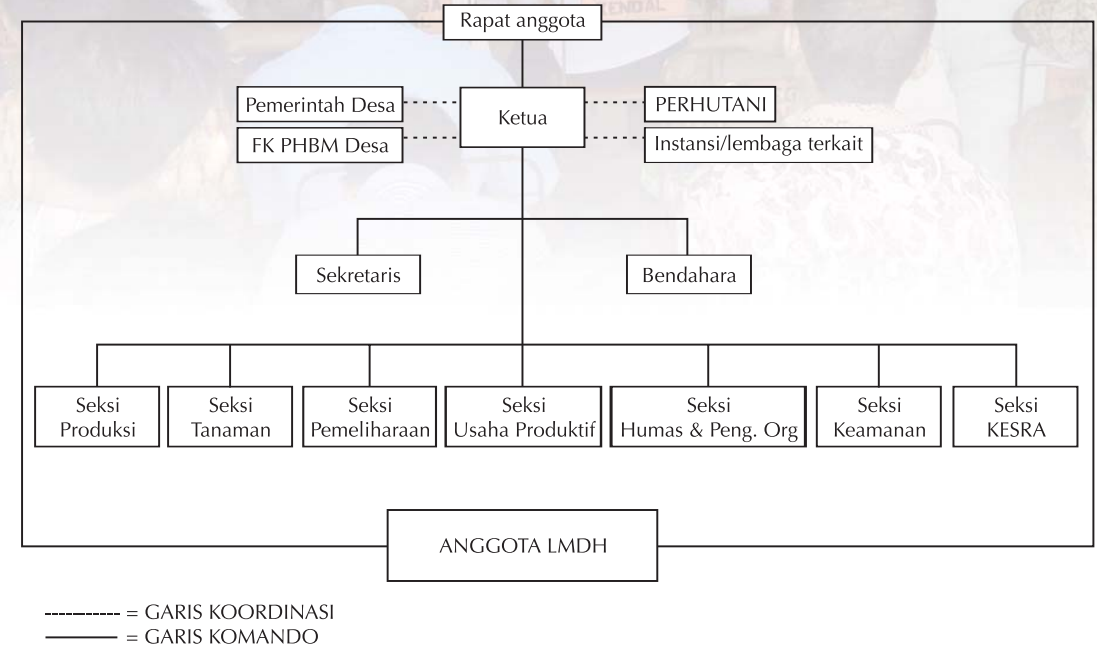 Rapat anggota
Pemerintah Desa
FK PHBM Desa
Ketua
PERHUTANI
Instansi/lembaga terkait
Sekretaris
Bendahara
Seksi
Produksi
Seksi
Tanaman
Seksi
Pemeliharaan
Seksi
Usaha Produktif
Seksi
Humas & Peng. Org
Seksi
Keamanan
Seksi
KESRA
ANGGOTA LMDH
----------- = GARIS KOORDINASI
——— = GARIS KOMANDO